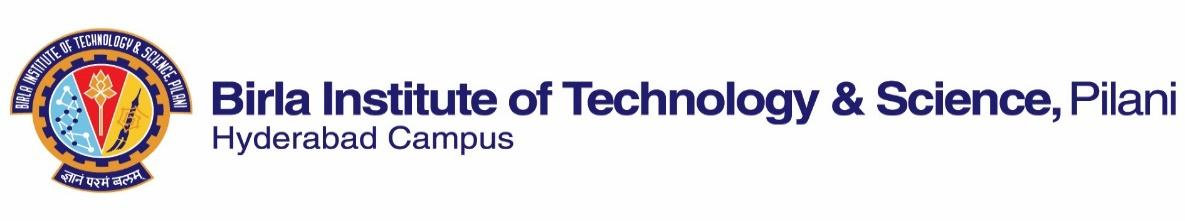 BIRLA INSTITUTE OF TECHNOLOGY & SCIENCE, PILANI
ज्ञानं परमं बलम्
Birla Institute of Technology & Science, Pilani
Hyderabad Campus